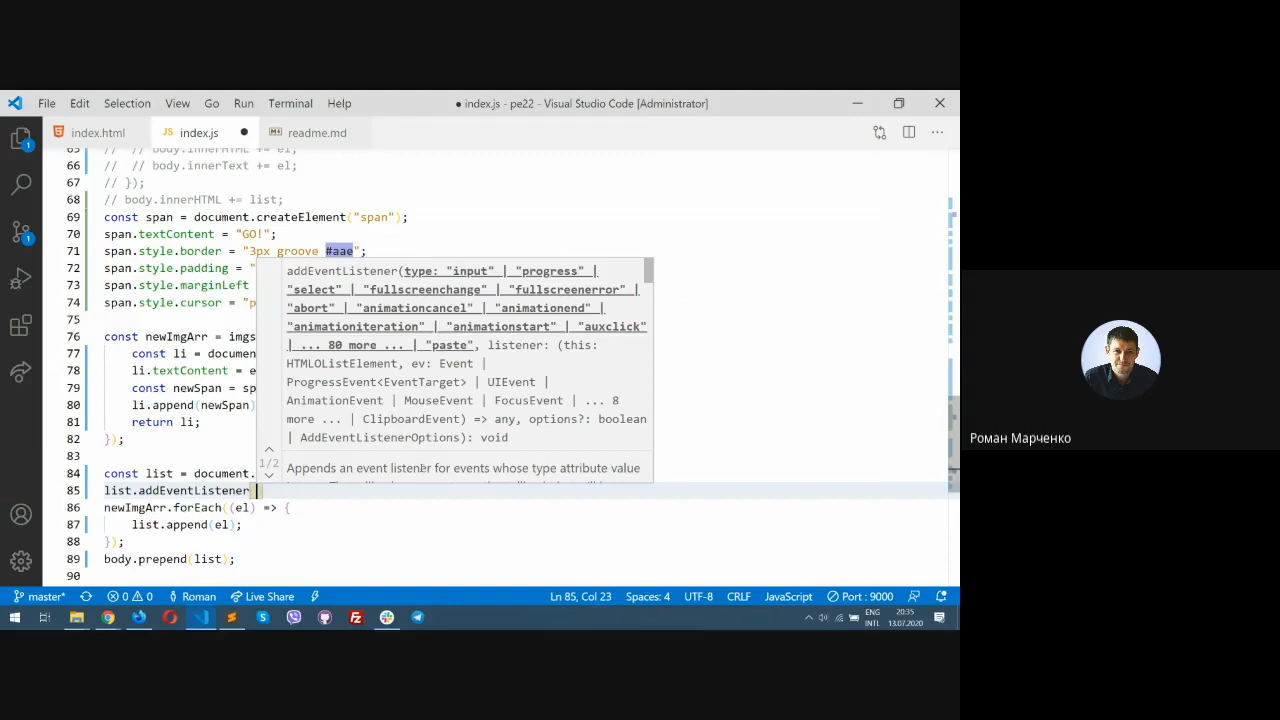 File Edit Selection View Go Run Terminal Help
● index.js - pe22 - Visual Studio Code [Administrator]
index.html
JS index.js ●
readme.md
65 // // body.innerHTML += el;
66 // // body.innerText += el;
67 // });
68 // body.innerHTML += list;
69 const span = document.createElement("span");
70 span.textContent = "GO!";
71 span.style.border = "3px groove #aae";
72 span.style.padding = "
73 span.style.marginLeft
74 span.style.cursor = "p
75
76 const newImgArr = imgs
77 const li = documen
78 li.textContent = e
79 const newSpan = sp
80 li.append(newSpan)
81 return li;
82 });
83
84 const list = document.
85 list.addEventListener()
86 newImgArr.forEach((el) => {
87 list.append(el);
88 });
89 body.prepend(list);
90
addEventListener(type: "input" | "progress" |
"select" | "fullscreenchange" | "fullscreenerror" |
"abort" | "animationcancel" | "animationend" |
"animationiteration" | "animationstart" | "auxclick"
| ... 80 more ... | "paste", listener: (this:
HTMLOListElement, ev: Event |
ProgressEvent<EventTarget> | UIEvent |
AnimationEvent | MouseEvent | FocusEvent | ... 8
more ... | ClipboardEvent) => any, options?: boolean
| AddEventListenerOptions): void
1/2
Appends an event listener for events whose type attribute value
1
1
master* 0 0 Roman Live Share Ln 85, Col 23 Spaces: 4 UTF-8 CRLF JavaScript Port : 9000
ENG
INTL
20:35
13.07.2020
Роман Марченко